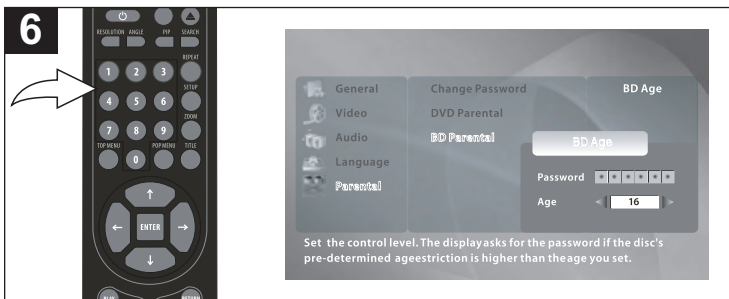 6
RESOLUTION ANGLE PIP SEARCH
REPEAT
1 2 3
SETUP
4 5 6
ZOOM
7 8 9
TOP MENU POP MENU TITLE
0
↑
← ENTER →
↓
PLAY RETURN
General Change Password BD Age
Video DVD Parental
Audio BD Parental
BD Age
Language
Password * * * * * *
Parental
Age < 16 >
Set the control level. The displayasks for the password if the disc's
pre-determined ageestriction is higher than theage you set.